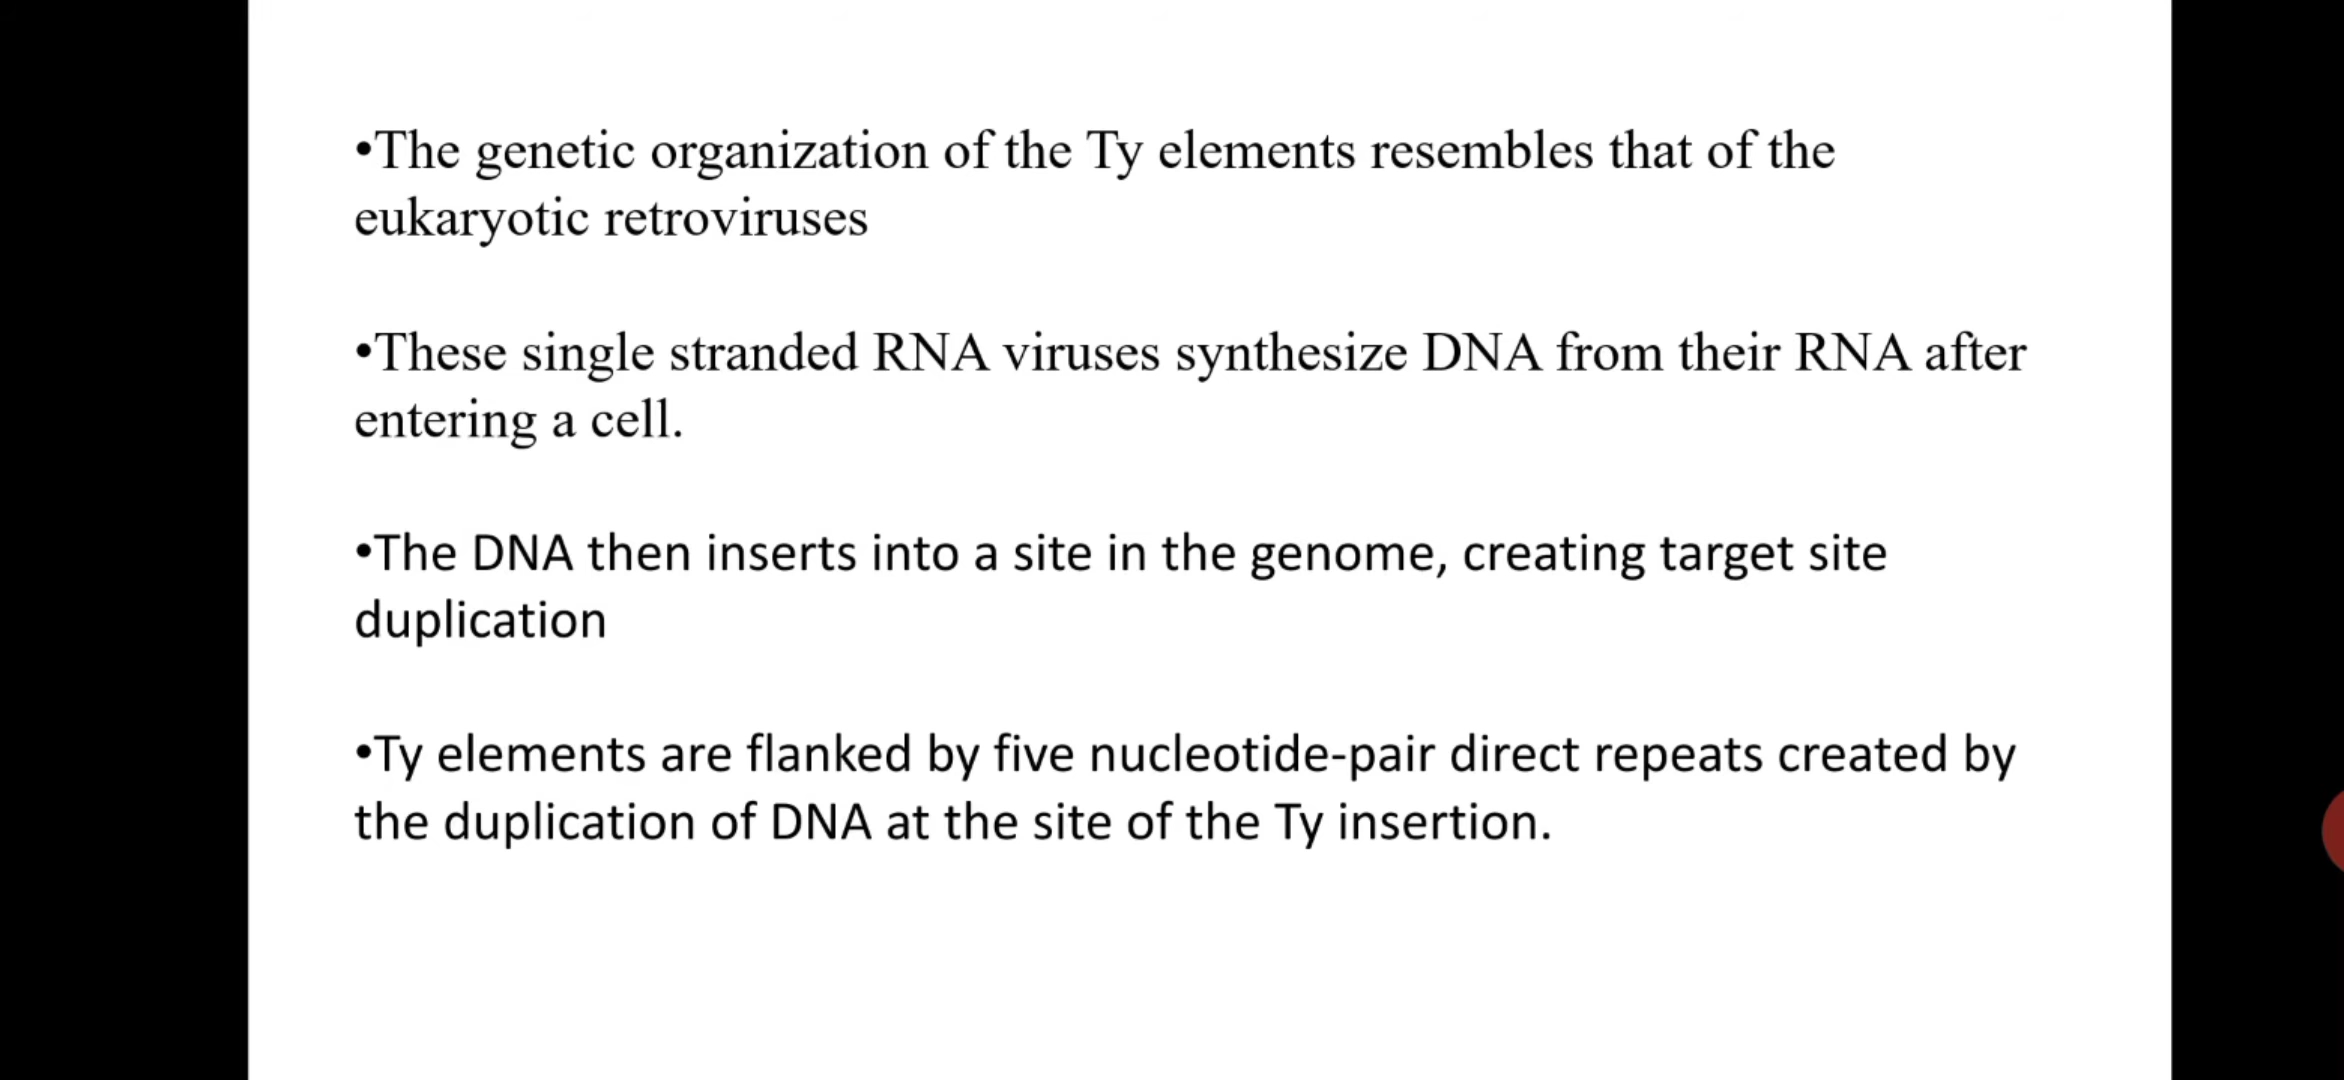 •The genetic organization of the Ty elements resembles that of the
eukaryotic retroviruses
•These single stranded RNA viruses synthesize DNA from their RNA after
entering a cell.
•The DNA then inserts into a site in the genome, creating target site
duplication
•Ty elements are flanked by five nucleotide-pair direct repeats created by
the duplication of DNA at the site of the Ty insertion.